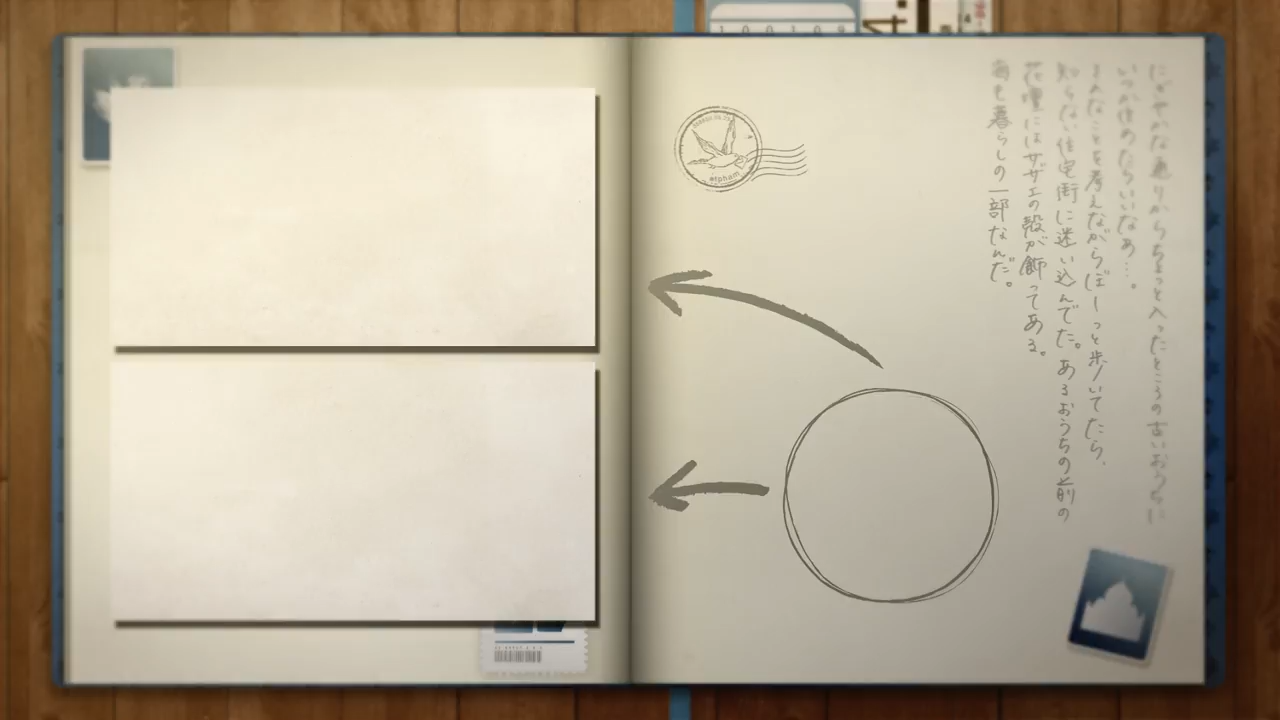 にぎやかな通りからちょっと入ったところの古いおうちに
いつか住めたらいいなぁ…。
そんなことを考えながらぼーっと歩いてたら、
知らない住宅街に迷い込んでた。あるおうちの前の
花壇にはサザエの殻が飾ってある。
海も暮らしの一部なんだ。
atpham